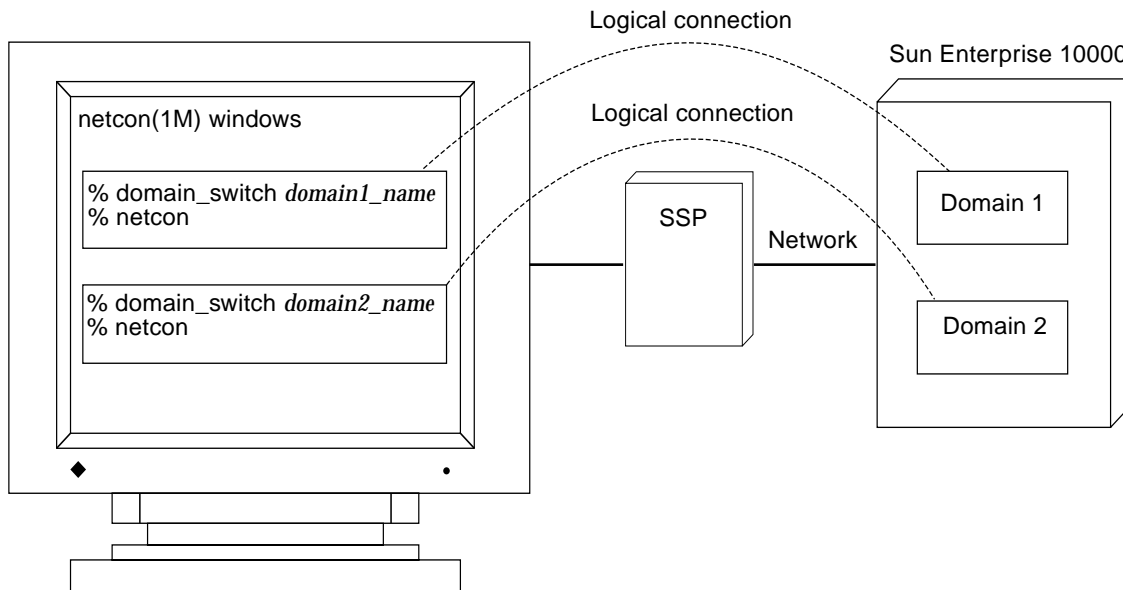 Logical connection
Sun Enterprise 10000
netcon(1M) windows
Logical connection
% domain_switch domain1_name
% netcon
SSP
Domain 1
Network
% domain_switch domain2_name
% netcon
Domain 2